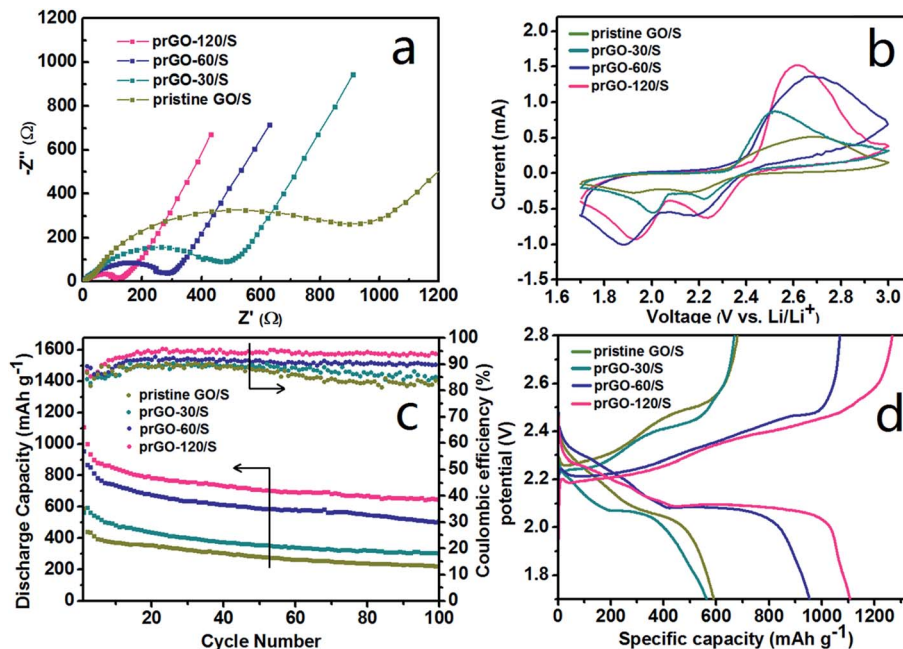 a
prGO-120/S
prGO-60/S
prGO-30/S
pristine GO/S
-Z'' (Ω)
1200
1000
800
600
400
200
0
0 200 400 600 800 1000 1200
Z' (Ω)
b
pristine GO/S
prGO-30/S
prGO-60/S
prGO-120/S
Current (mA)
2.0
1.5
1.0
0.5
0.0
-0.5
-1.0
-1.5
1.6 1.8 2.0 2.2 2.4 2.6 2.8 3.0
Voltage (V vs. Li/Li+
c
pristine GO/S
prGO-30/S
prGO-60/S
prGO-120/S
Discharge Capacity (mAh g-1)
1600
1400
1200
1000
800
600
400
200
0
100
90
80
70
60
50
40
30
20
10
0
Coulombic efficiency (%)
20 40 60 80 100
Cycle Number
d
pristine GO/S
prGO-30/S
prGO-60/S
prGO-120/S
potential (V)
2.8
2.6
2.4
2.2
2.0
1.8
0 200 400 600 800 1000 1200
Specific capacity (mAh g-1)